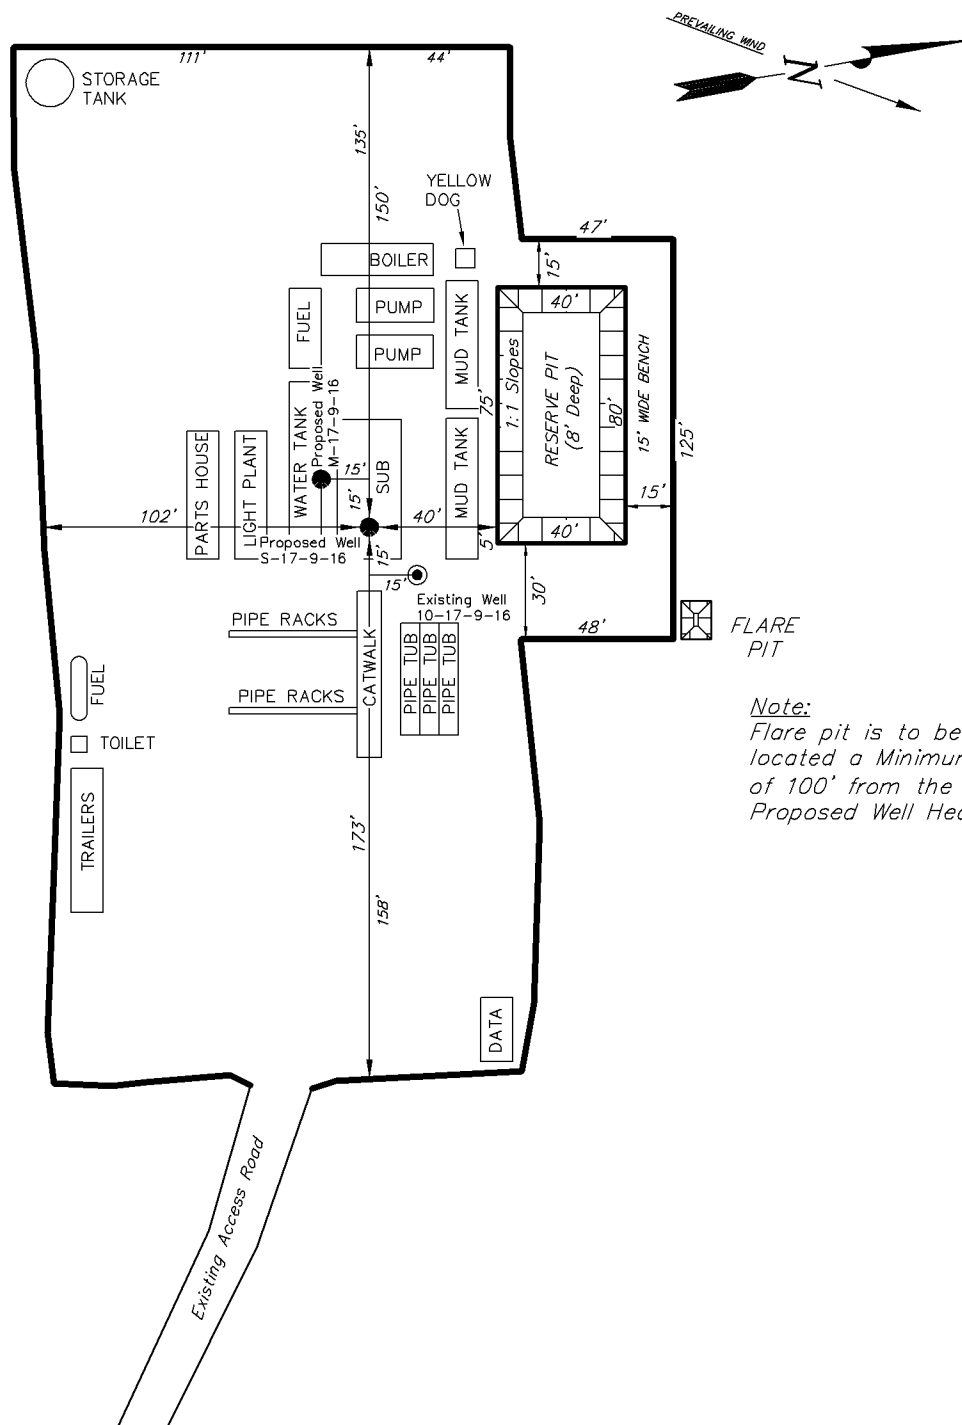 PREVAILING WIND
N
111'
44'
STORAGE
TANK
135'
150'
YELLOW
DOG
47'
15'
BOILER
FUEL
PUMP
PUMP
MUD TANK
40'
1:1 Slopes
RESERVE PIT
(8' Deep)
80'
15' WIDE BENCH
125'
75'
PARTS HOUSE
LIGHT PLANT
WATER TANK
Proposed Well
M-17-9-16
15'
15'
SUB
MUD TANK
15'
102'
40'
5'
40'
Proposed Well
S-17-9-16
15'
15'
30'
Existing Well
10-17-9-16
48'
FLARE
PIT
PIPE RACKS
CATWALK
PIPE TUB
PIPE TUB
PIPE TUB
FUEL
PIPE RACKS
TOILET
Note:
Flare pit is to be
located a
of 100' from the
Proposed Well
TRAILERS
173'
158'
DATA
Existing Access Road